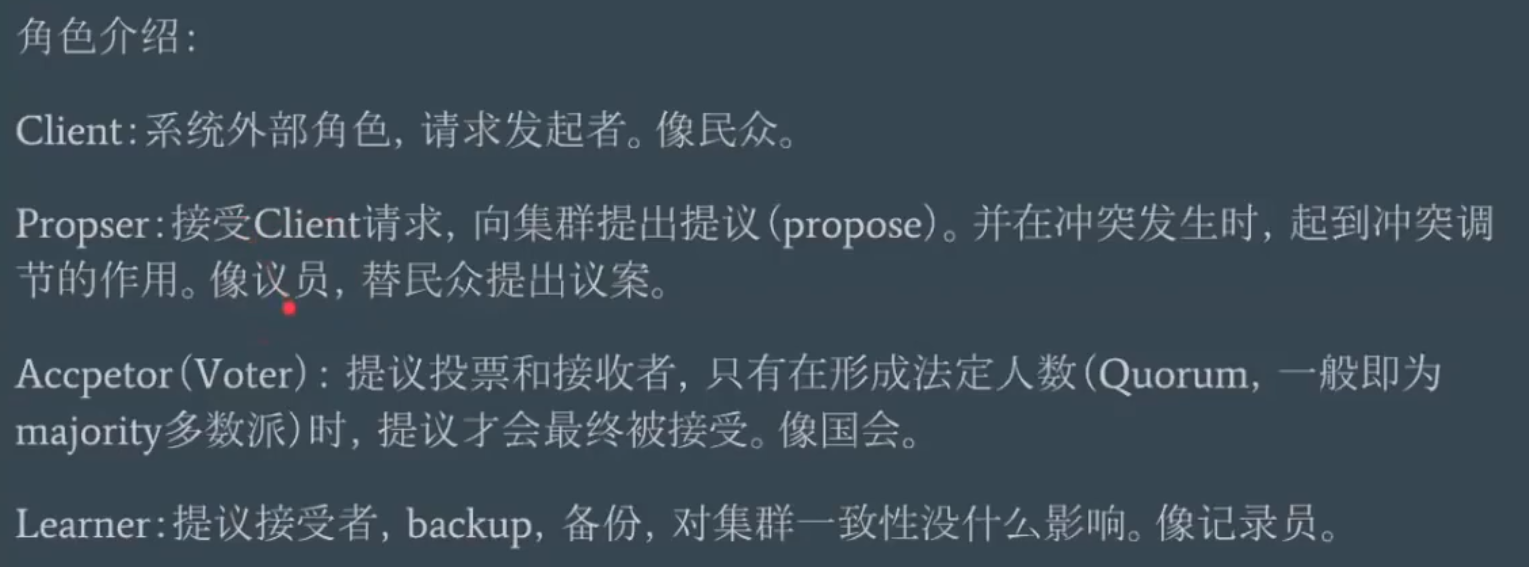 角色介绍：
Client：系统外部角色，请求发起者。像民众。
Propser：接受Client请求，向集群提出提议（propose）。并在冲突发生时，起到冲突调
节的作用。像议员，替民众提出议案。
Accpetor（Voter）：提议投票和接收者，只有在形成法定人数（Quorum，一般即为
majority多数派）时，提议才会最终被接受。像国会。
Learner：提议接受者，backup，备份，对集群一致性没什么影响。像记录员。